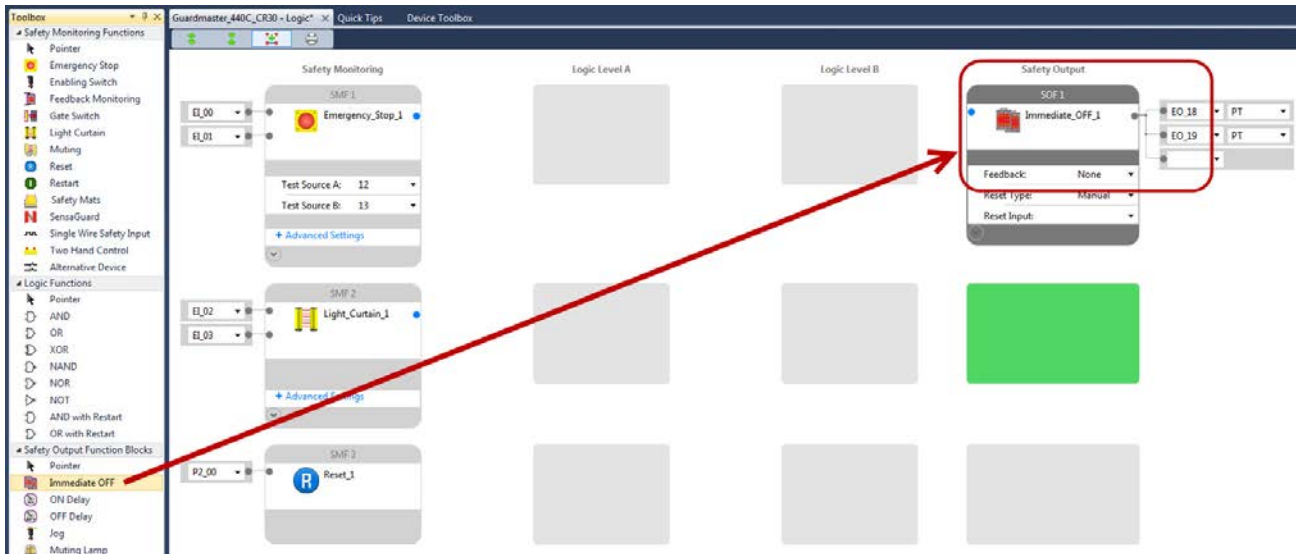 Toolbox
Safety Monitoring Functions
Pointer
Emergency Stop
Enabling Switch
Feedback Monitoring
Gate Switch
Light Curtain
Muting
Reset
Restart
Safety Mats
SensaGuard
Single Wire Safety Input
Two Hand Control
Alternative Device
Logic Functions
Pointer
AND
OR
XOR
NAND
NOR
NOT
AND with Restart
OR with Restart
Safety Output Function Blocks
Pointer
Immediate OFF
ON Delay
OFF Delay
Jog
Muting Lamp
Guardmaster_440C_CR30 - Logic* Quick Tips Device Toolbox
Safety Monitoring Logic Level A Logic Level B Safety Output
SMF 1
EI_00
EI_01
Emergency_Stop_1
Test Source A: 12
Test Source B: 13
+ Advanced Settings
SMF 2
EI_02
EI_03
Light_Curtain_1
+ Advanced Settings
SMF 3
P2_00
R Reset_1
SOF 1
Immediate_OFF_1
EO_18 PT
EO_19 PT
Feedback: None
Reset Type: Manual
Reset Input: